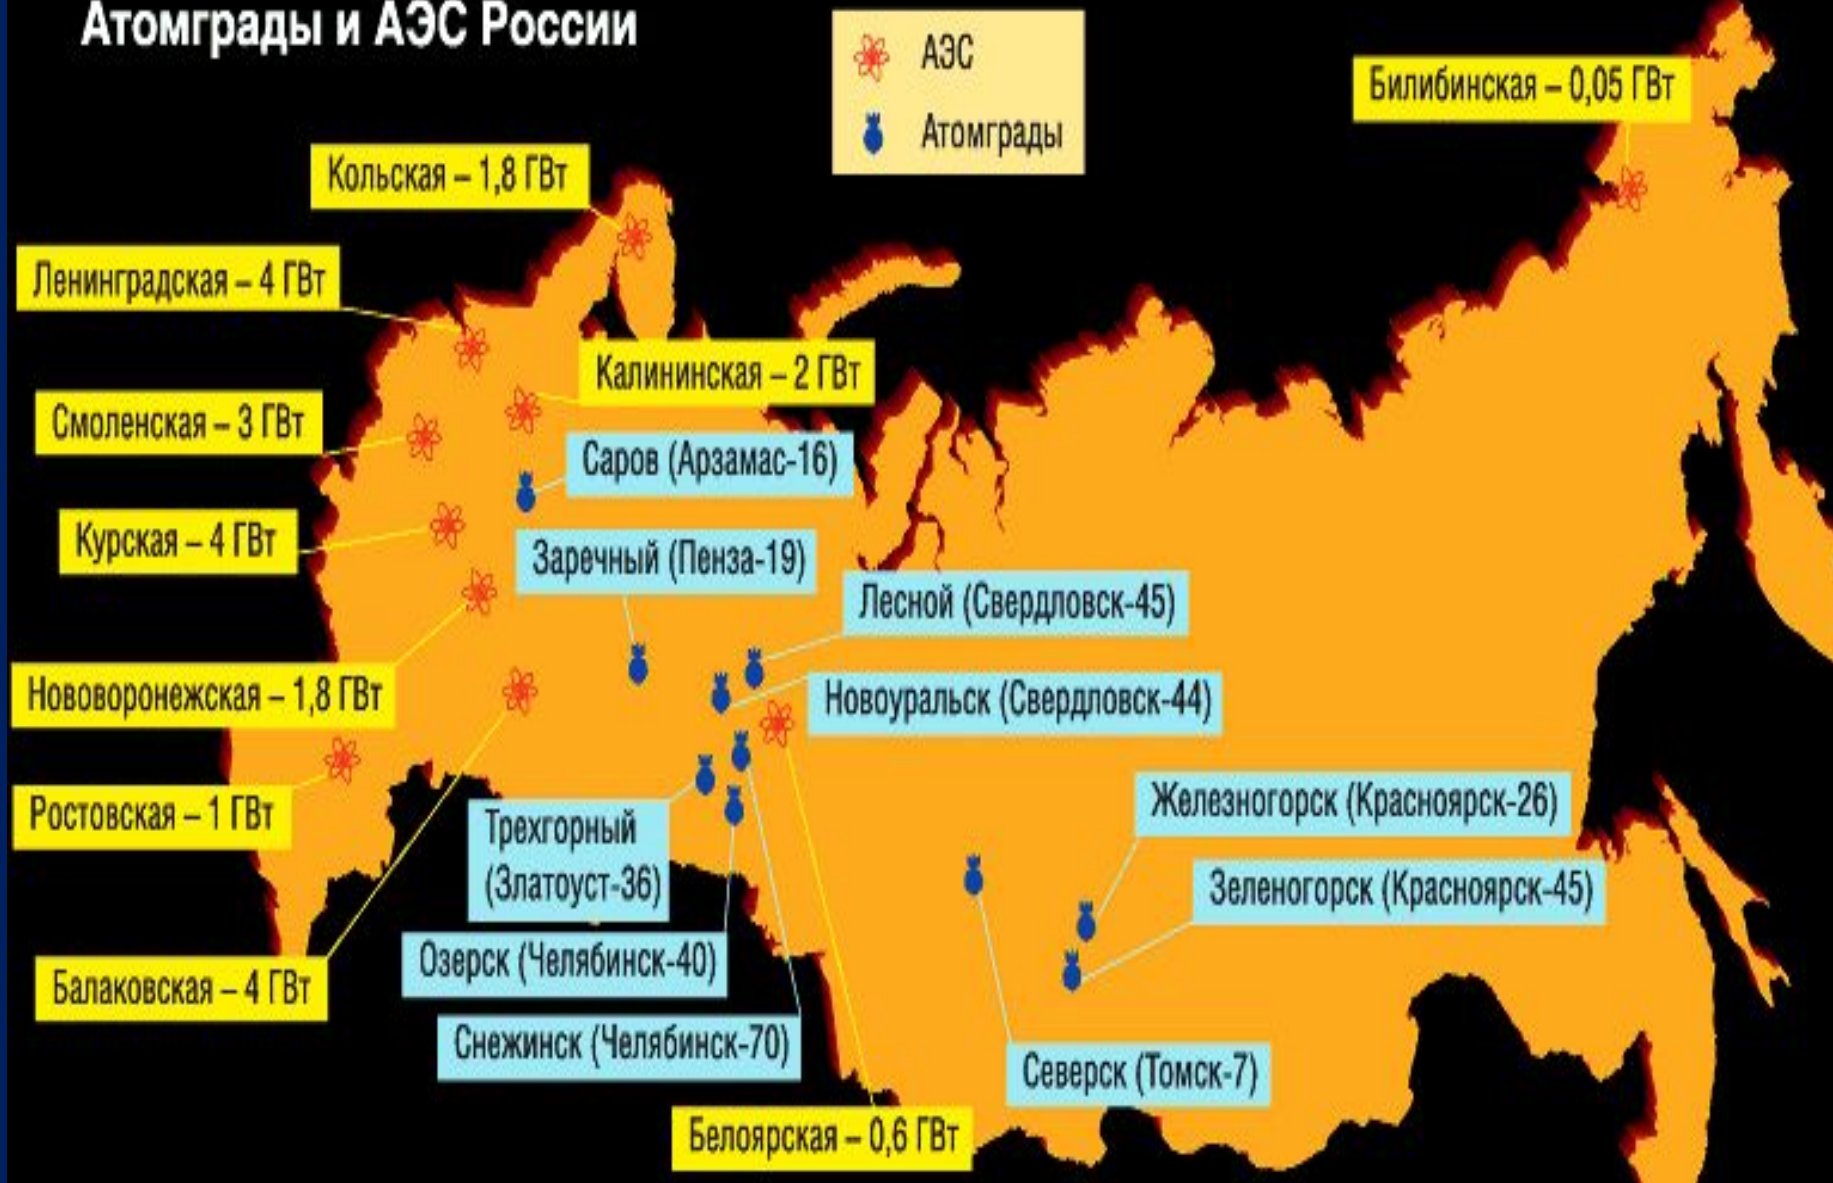 Атомграды и АЭС России
АЭС
Атомграды
Билибинская – 0,05 ГВт
Кольская – 1,8 ГВт
Ленинградская – 4 ГВт
Калининская – 2 ГВт
Смоленская – 3 ГВт
Саров (Арзамас-16)
Курская – 4 ГВт
Заречный (Пенза-19)
Лесной (Свердловск-45)
Нововоронежская – 1,8 ГВт
Новоуральск (Свердловск-44)
Ростовская – 1 ГВт
Трехгорный
(Златоуст-36)
Железногорск (Красноярск-26)
Зеленогорск (Красноярск-45)
Озерск (Челябинск-40)
Балаковская – 4 ГВт
Снежинск (Челябинск-70)
Северск (Томск-7)
Белоярская – 0,6 ГВт